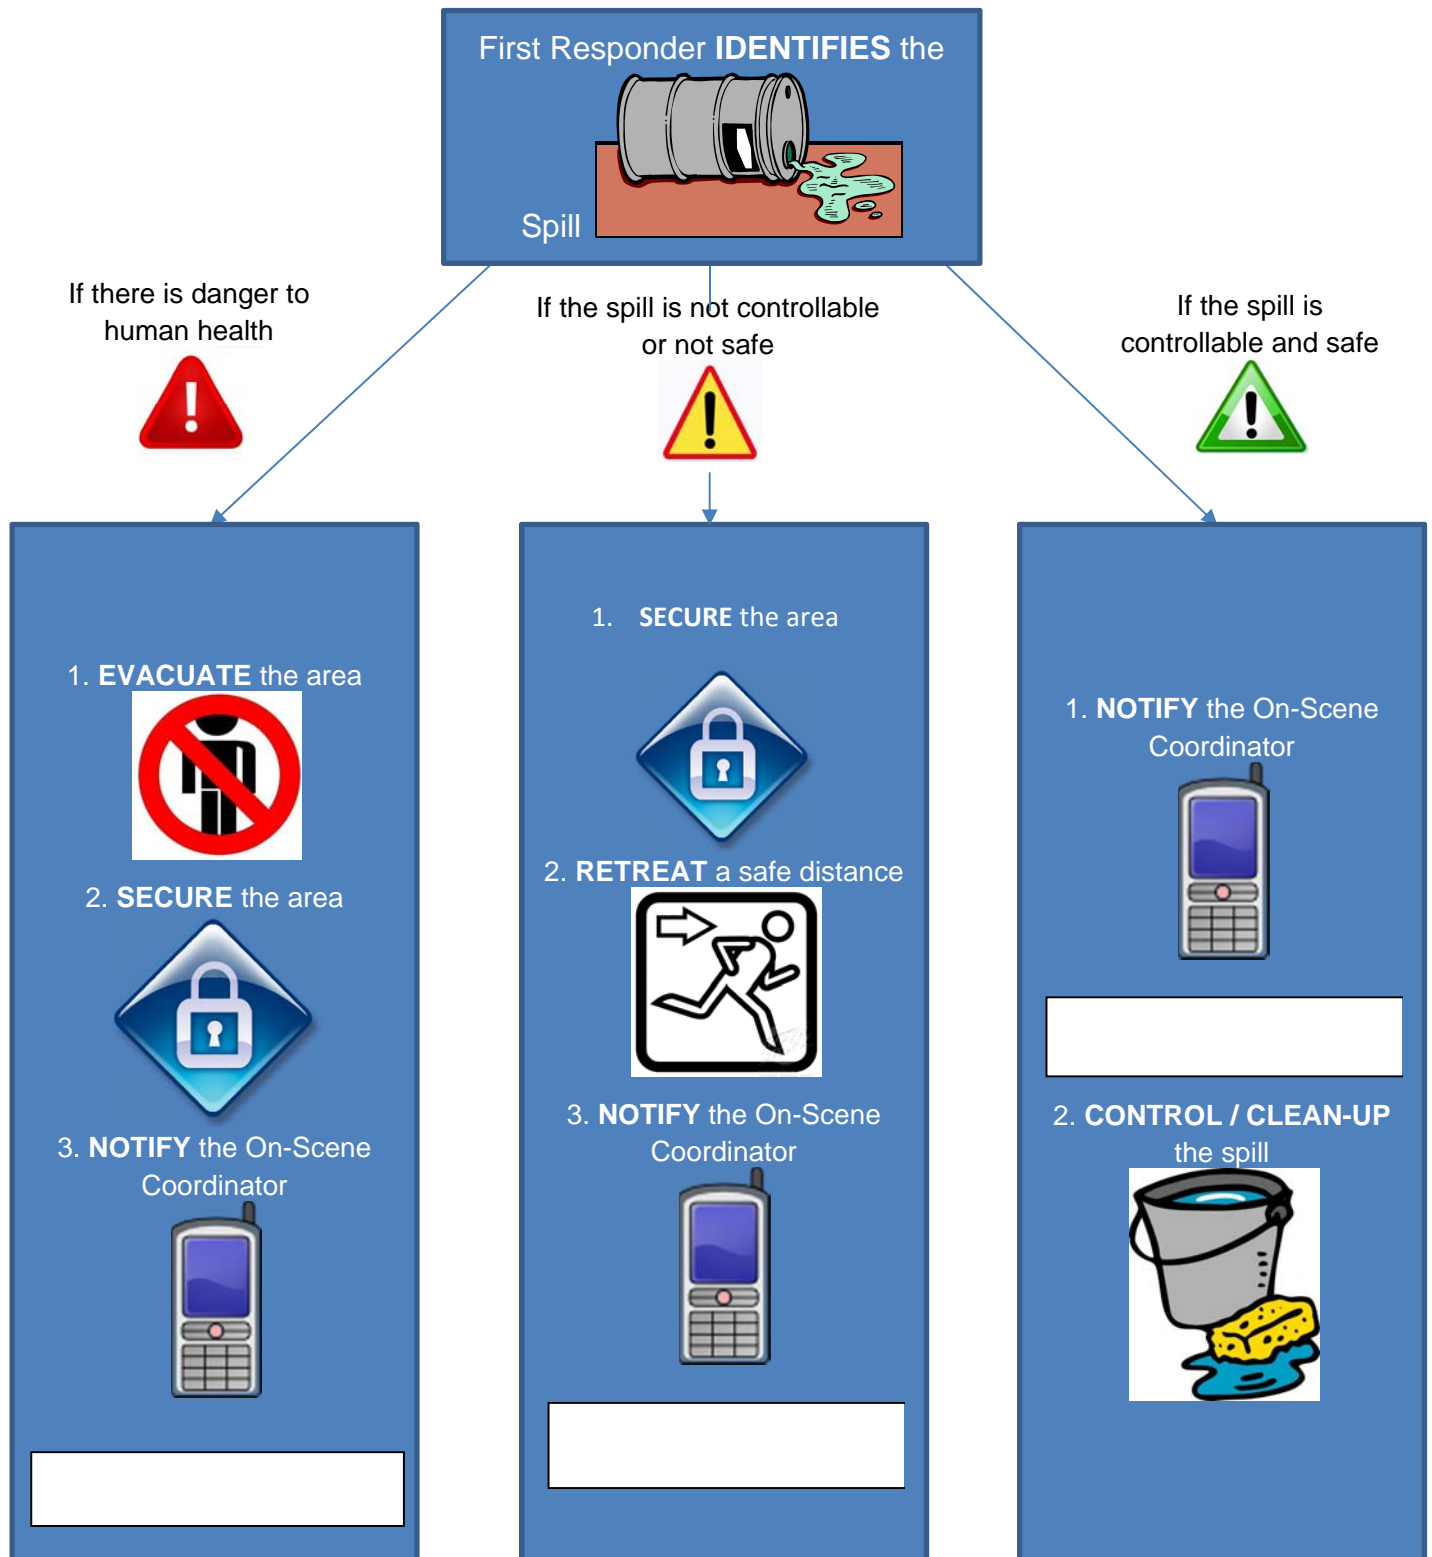 First Responder IDENTIFIES the
Spill
If there is danger to
human health
If the spill is not controllable
or not safe
If the spill is
controllable and safe
1. EVACUATE the area
2. SECURE the area
3. NOTIFY the On-Scene
Coordinator
1. SECURE the area
2. RETREAT a safe distance
3. NOTIFY the On-Scene
Coordinator
1. NOTIFY the On-Scene
Coordinator
2. CONTROL / CLEAN-UP
the spill